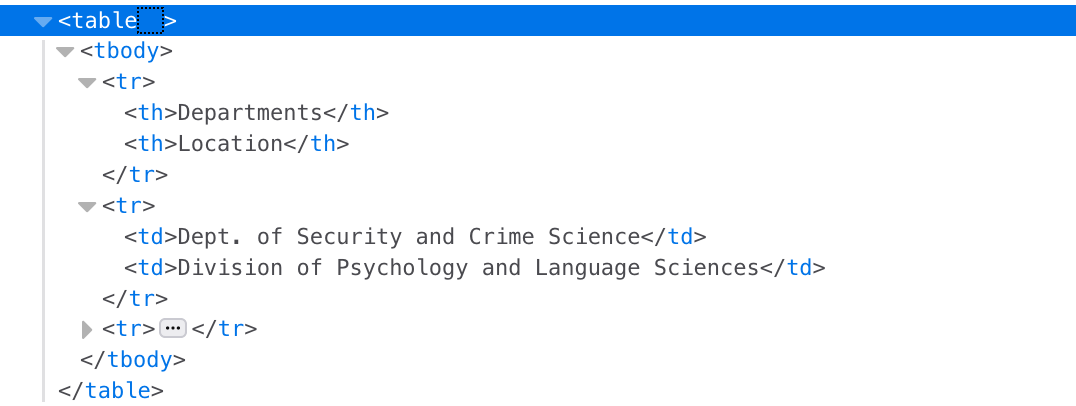 <table >
<tbody>
<tr>
<th>Departments</th>
<th>Location</th>
</tr>
<tr>
<td>Dept. of Security and Crime Science</td>
<td>Division of Psychology and Language Sciences</td>
</tr>
<tr>•••</tr>
</tbody>
</table>